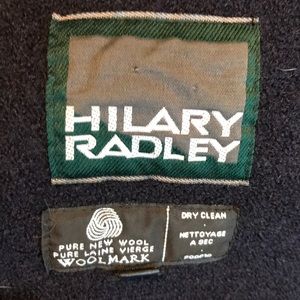 HILARY
RADLEY
PURE NEW WOOL
PURE LAINE VIERGE
WOOLMARK
DRY CLEAN
NETTOYAGE
A SEC